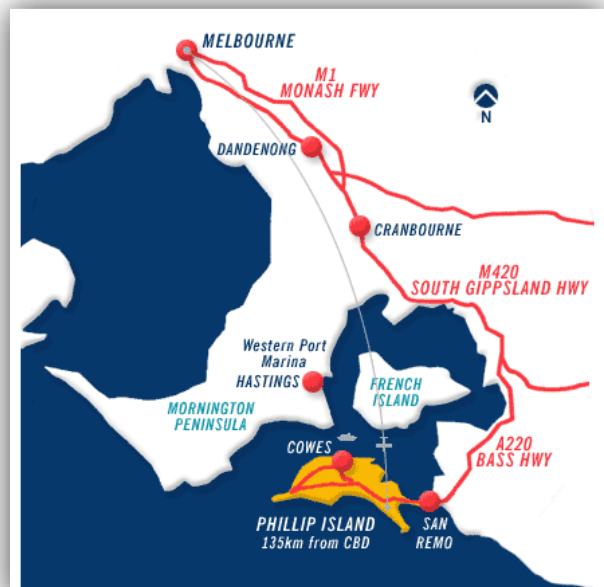 MELBOURNE
M1
MONASH FWY
N
DANDENONG
CRANBOURNE
M420
SOUTH GIPPSLAND HWY
Western Port
Marina
HASTINGS
FRENCH
ISLAND
MORNINGTON
PENINSULA
COWES
A220
BASS HWY
PHILLIP ISLAND
135km from CBD
SAN
REMO